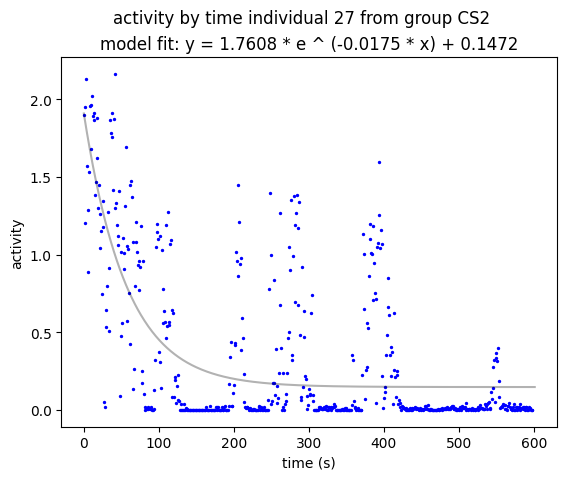 activity by time individual 27 from group CS2
model fit: y = 1.7608 * e ^ (-0.0175 * x) + 0.1472
2.0
1.5
1.0
0.5
0.0
activity
0 100 200 300 400 500 600
time (s)